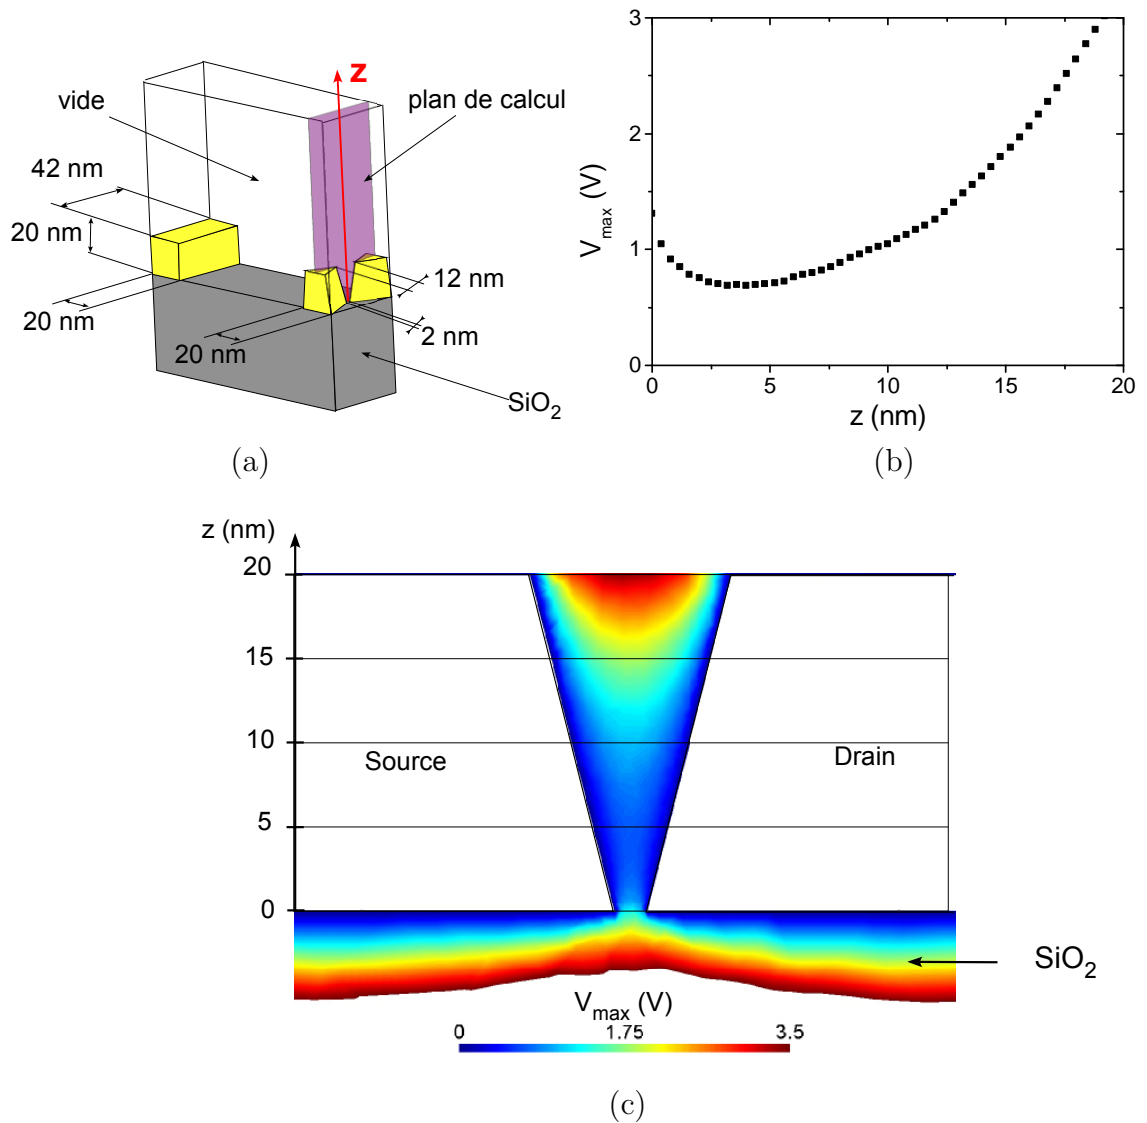 vide
z
plan de calcul
42 nm
20 nm
20 nm
20 nm
12 nm
2 nm
SiO2
(a)
3
2
1
0
Vmax (V)
0 5 10 15 20
z (nm)
(b)
z (nm)
20
15
10
5
0
Source
Drain
SiO2
Vmax (V)
0 1.75 3.5
(c)